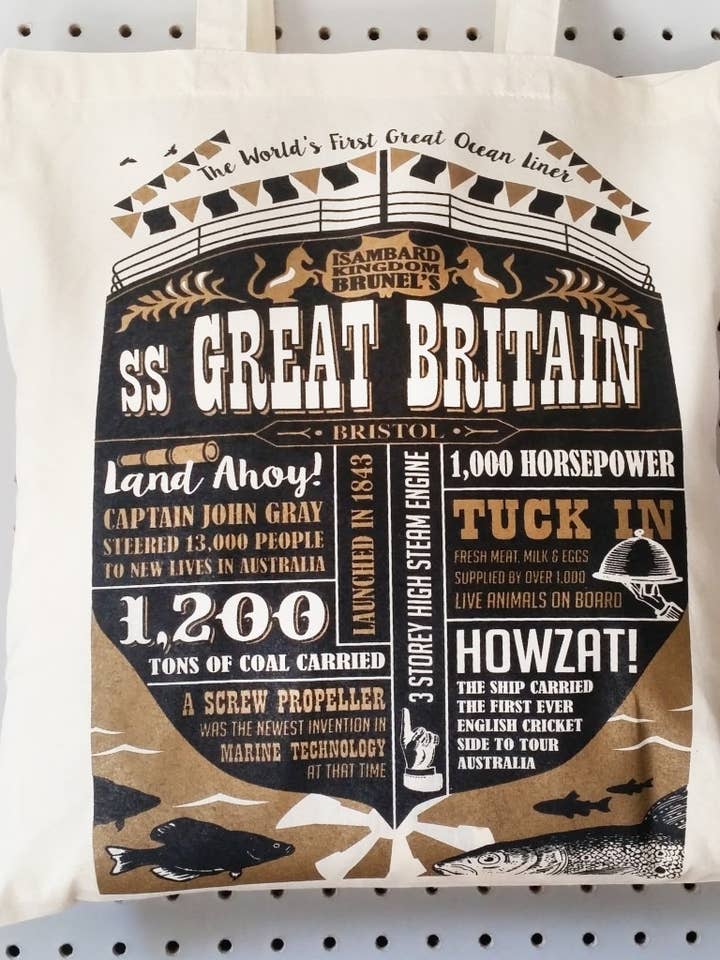 The World's First Great Ocean Liner
ISAMBARD
KINGDOM
BRUNEL'S
SS GREAT BRITAIN
BRISTOL
Land Ahoy!
CAPTAIN JOHN GRAY
STEERED 13,000 PEOPLE
TO NEW LIVES IN AUSTRALIA
1,200
TONS OF COAL CARRIED
A SCREW PROPELLER
WAS THE NEWEST INVENTION IN
MARINE TECHNOLOGY
AT THAT TIME
LAUNCHED IN 1843
3 STOREY HIGH STEAM ENGINE
1,000 HORSEPOWER
TUCK IN
FRESH MEAT, MILK & EGGS
SUPPLIED BY OVER 1,000
LIVE ANIMALS ON BOARD
HOWZAT!
THE SHIP CARRIED
THE FIRST EVER
ENGLISH CRICKET
SIDE TO TOUR
AUSTRALIA